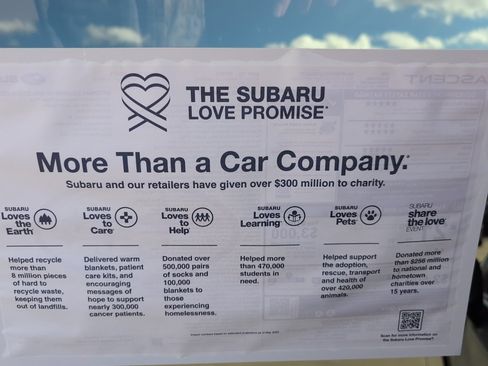 ASCENT
THE SUBARU
LOVE PROMISE®
More Than a Car Company.®
Subaru and our retailers have given over $300 million to charity.
SUBARU
Loves
the
Earth
Helped recycle
more than
8 million pieces
of hard to
recycle waste,
keeping them
out of landfills.
SUBARU
Loves
to
Care
Delivered warm
blankets, patient
care kits, and
encouraging
messages of
hope to support
nearly 300,000
cancer patients.
SUBARU
Loves
to
Help
Donated over
500,000 pairs
of socks and
100,000
blankets to
those
experiencing
homelessness.
SUBARU
Loves
Learning
Helped more
than 470,000
students in
need.
SUBARU
Loves
Pets
Helped support
the adoption,
rescue, transport
and health of
over 420,000
animals.
SUBARU
share
the love
EVENT
Donated more
than $256 million
to national and
hometown
charities over
15 years.
Scan for more information on
the Subaru Love Promise®